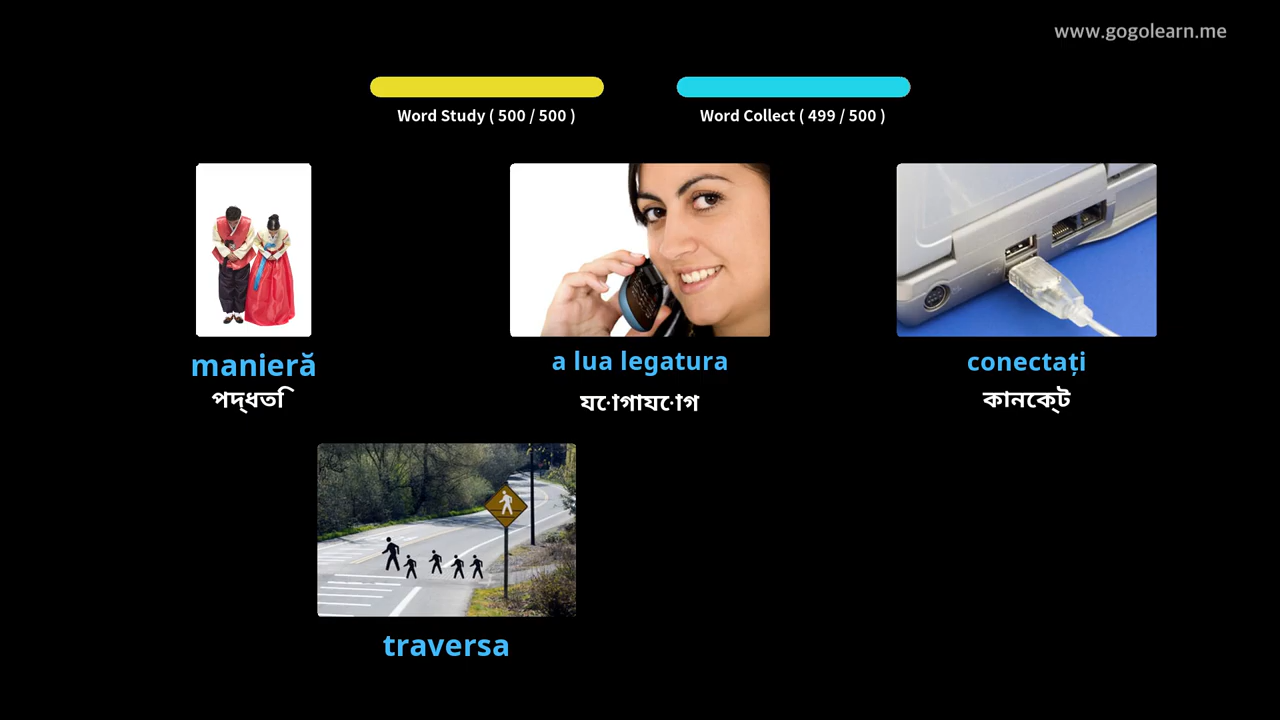 www.gogolearn.me
Word Study ( 500 / 500 )
Word Collect ( 499 / 500 )
manieră
a lua legatura
conectați
পদ্ধতি
যোগাযোগ
কানেক্ট
traversa